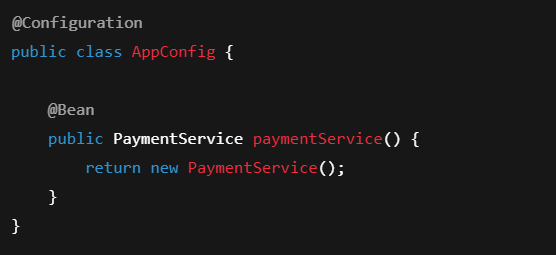 @Configuration
public class AppConfig {
@Bean
public PaymentService paymentService() {
return new PaymentService();
}
}